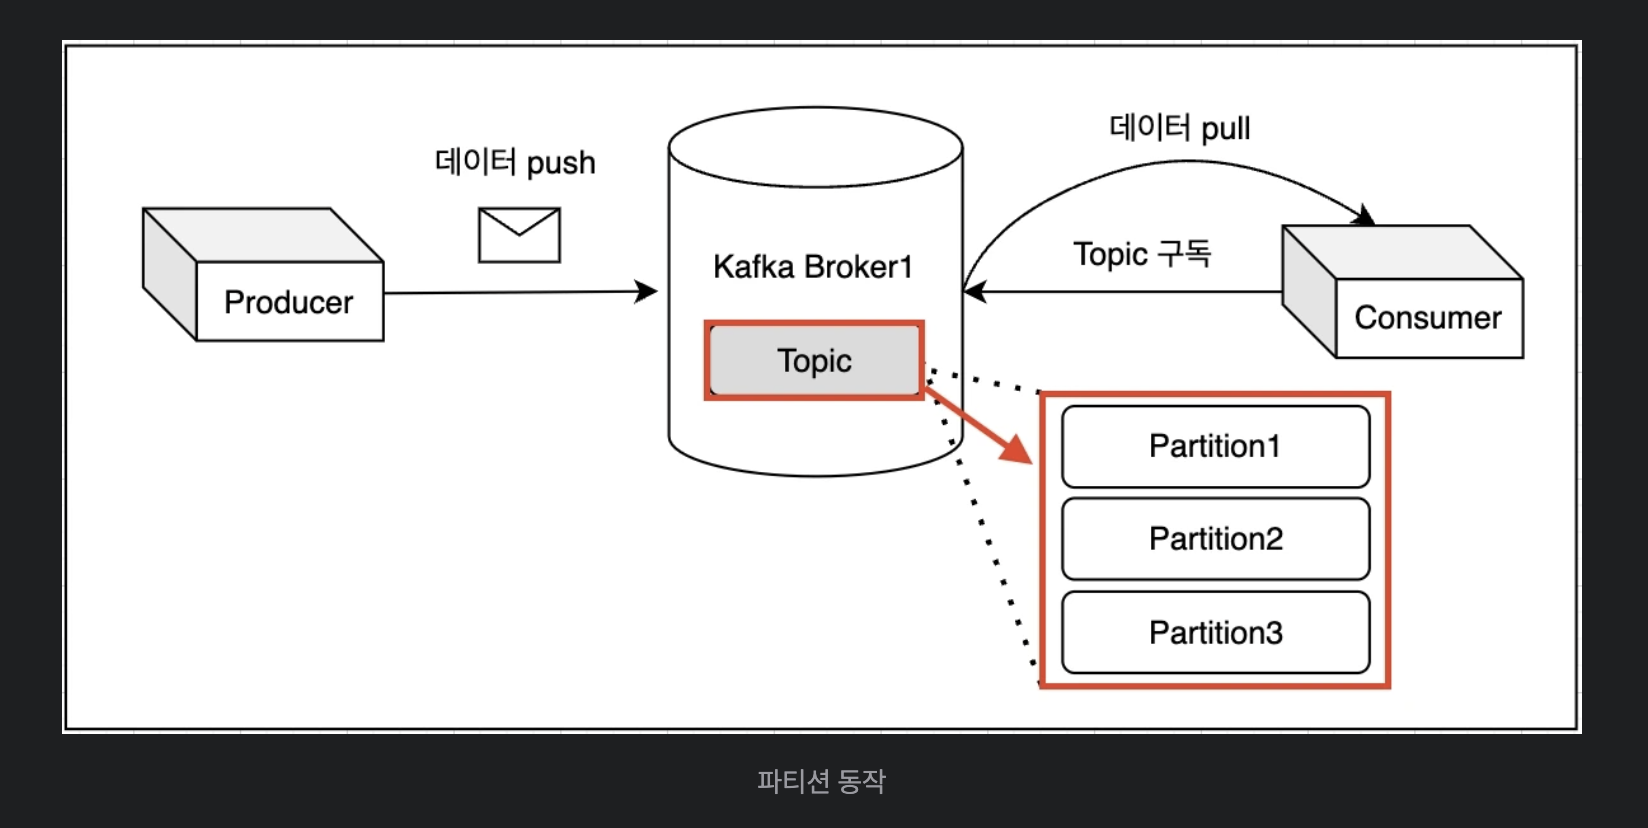 데이터 push
데이터 pull
Producer
Kafka Broker1
Topic 구독
Consumer
Topic
Partition1
Partition2
Partition3
파티션 동작